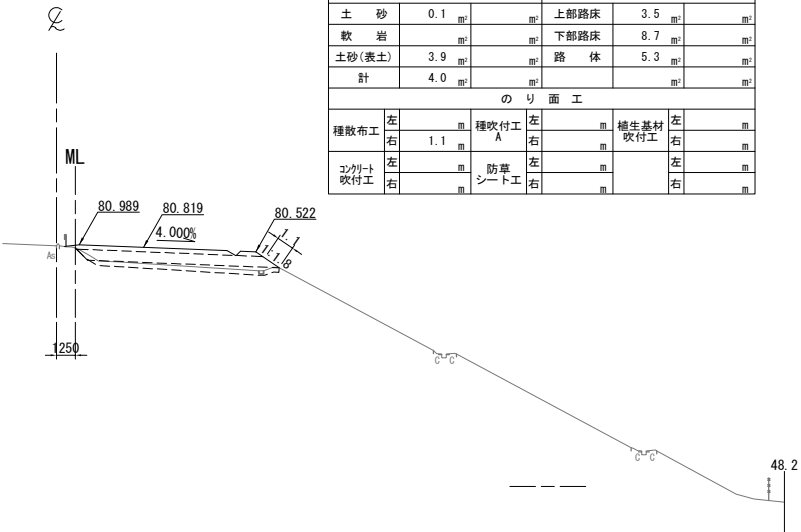 ℄
土 砂 0.1 m² m² 上部路床 3.5 m² m²
軟 岩 m² m² 下部路床 8.7 m² m²
土砂(表土) 3.9 m² m² 路 体 5.3 m² m²
計 4.0 m² m² m² m²
の り 面 工
種散布工 左 m 種吹付工A 左 m 植生基材吹付工 左 m
右 1.1 m 右 m 右 m
コンクリート吹付工 左 m 防草シート工 左 m 左 m
右 m 右 m 右 m
ML
80.989
80.819
80.522
4.000%
1.1
1:1.8
As
1250
C C
C C
48.2